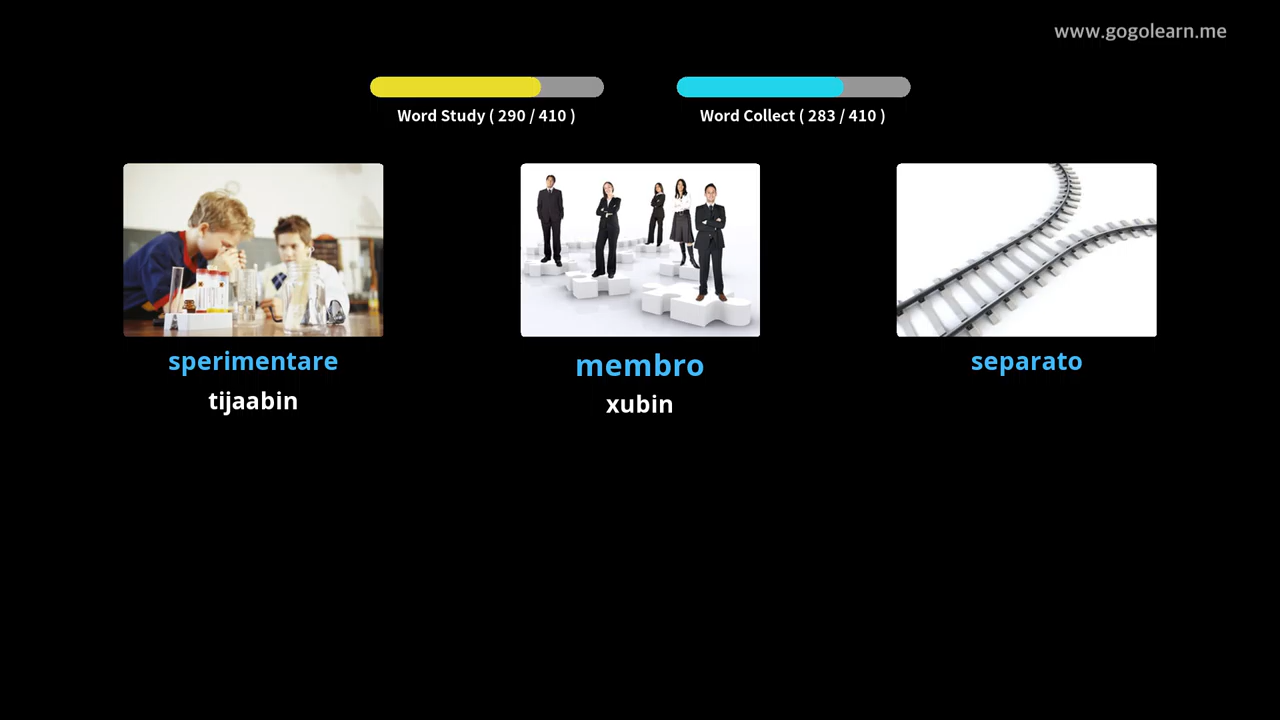 www.gogolearn.me
Word Study ( 290 / 410 )
Word Collect ( 283 / 410 )
sperimentare
membro
separato
tijaabin
xubin